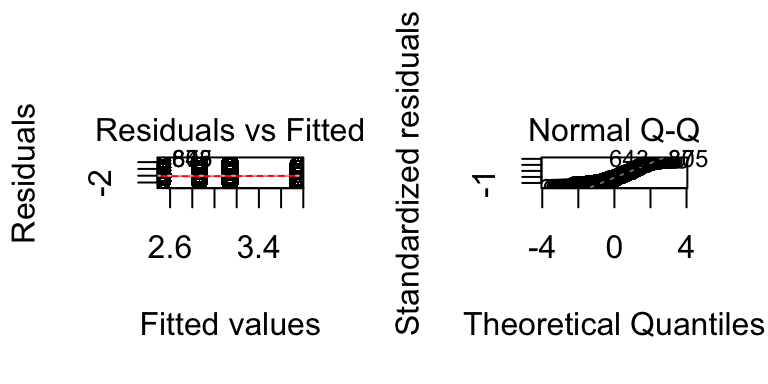 Residuals vs Fitted
Residuals
-2
2.6 3.4
Fitted values
Normal Q-Q
Standardized residuals
-1
-4 0 4
Theoretical Quantiles